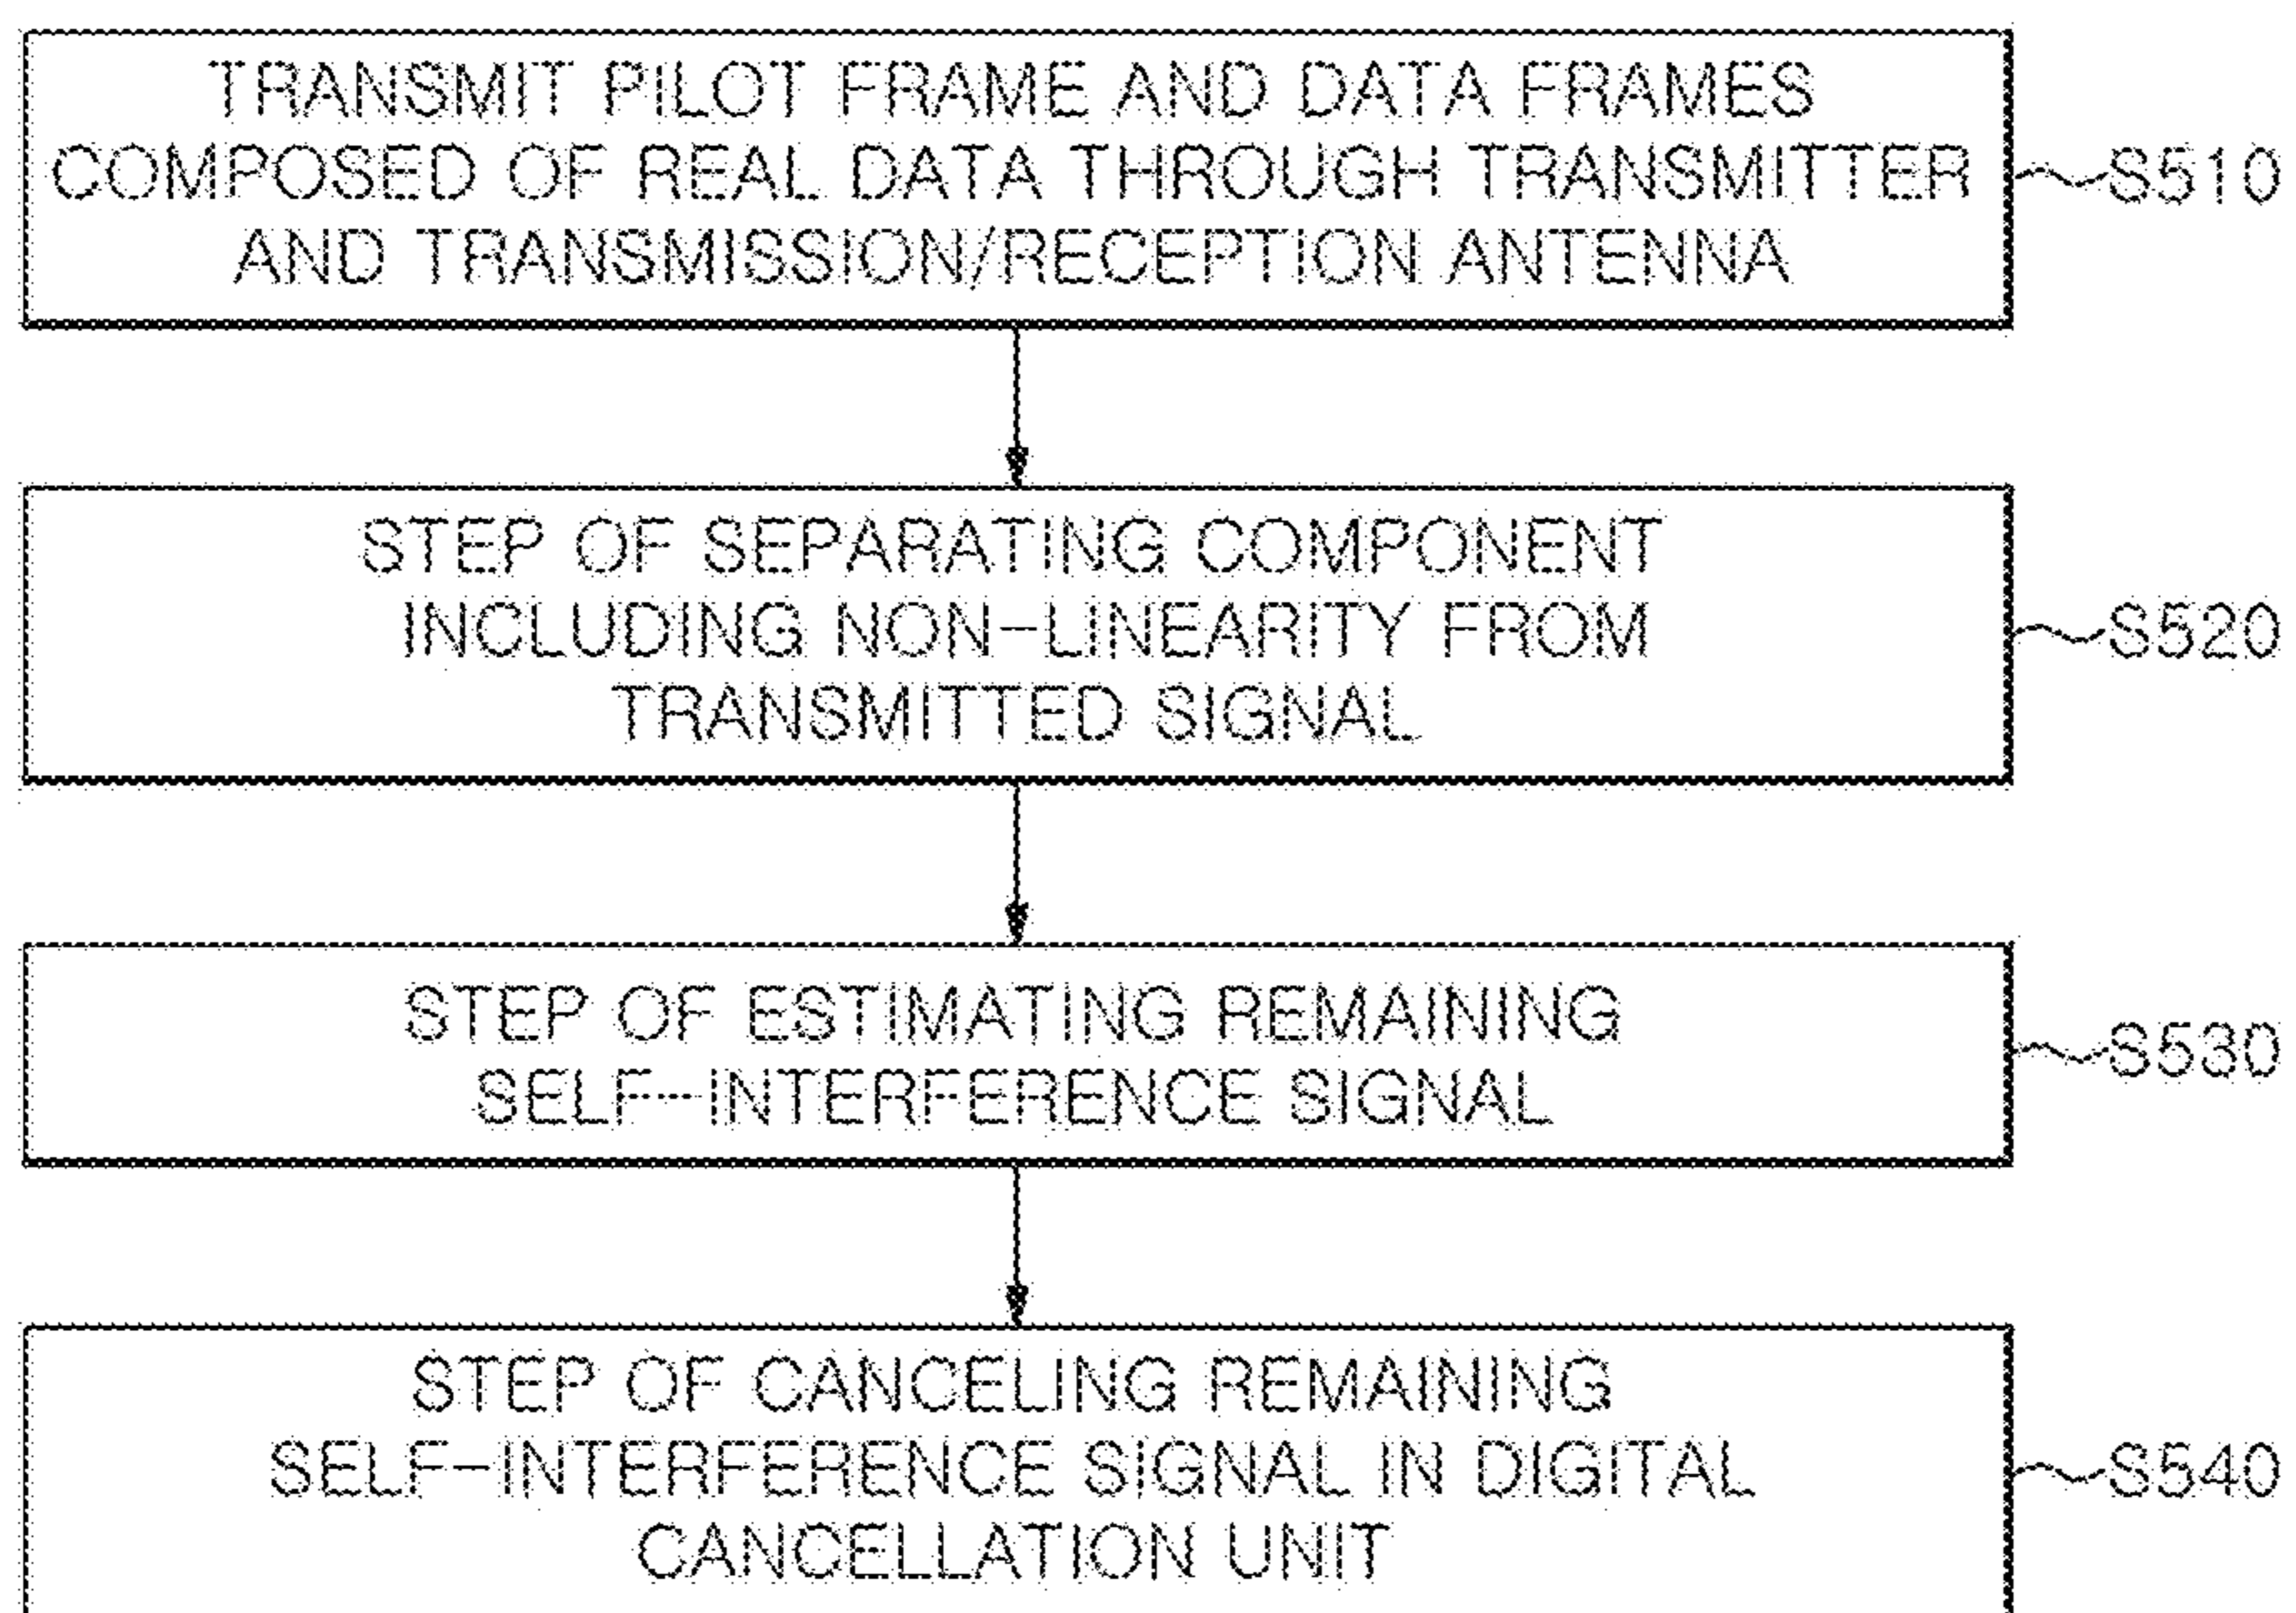 TRANSMIT PILOT FRAME AND DATA FRAMES
COMPOSED OF REAL DATA THROUGH TRANSMITTER
AND TRANSMISSION/RECEPTION ANTENNA
S510
STEP OF SEPARATING COMPONENT
INCLUDING NON-LINEARITY FROM
TRANSMITTED SIGNAL
S520
STEP OF ESTIMATING REMAINING
SELF-INTERFERENCE SIGNAL
S530
STEP OF CANCELING REMAINING
SELF-INTERFERENCE SIGNAL IN DIGITAL
CANCELLATION UNIT
S540